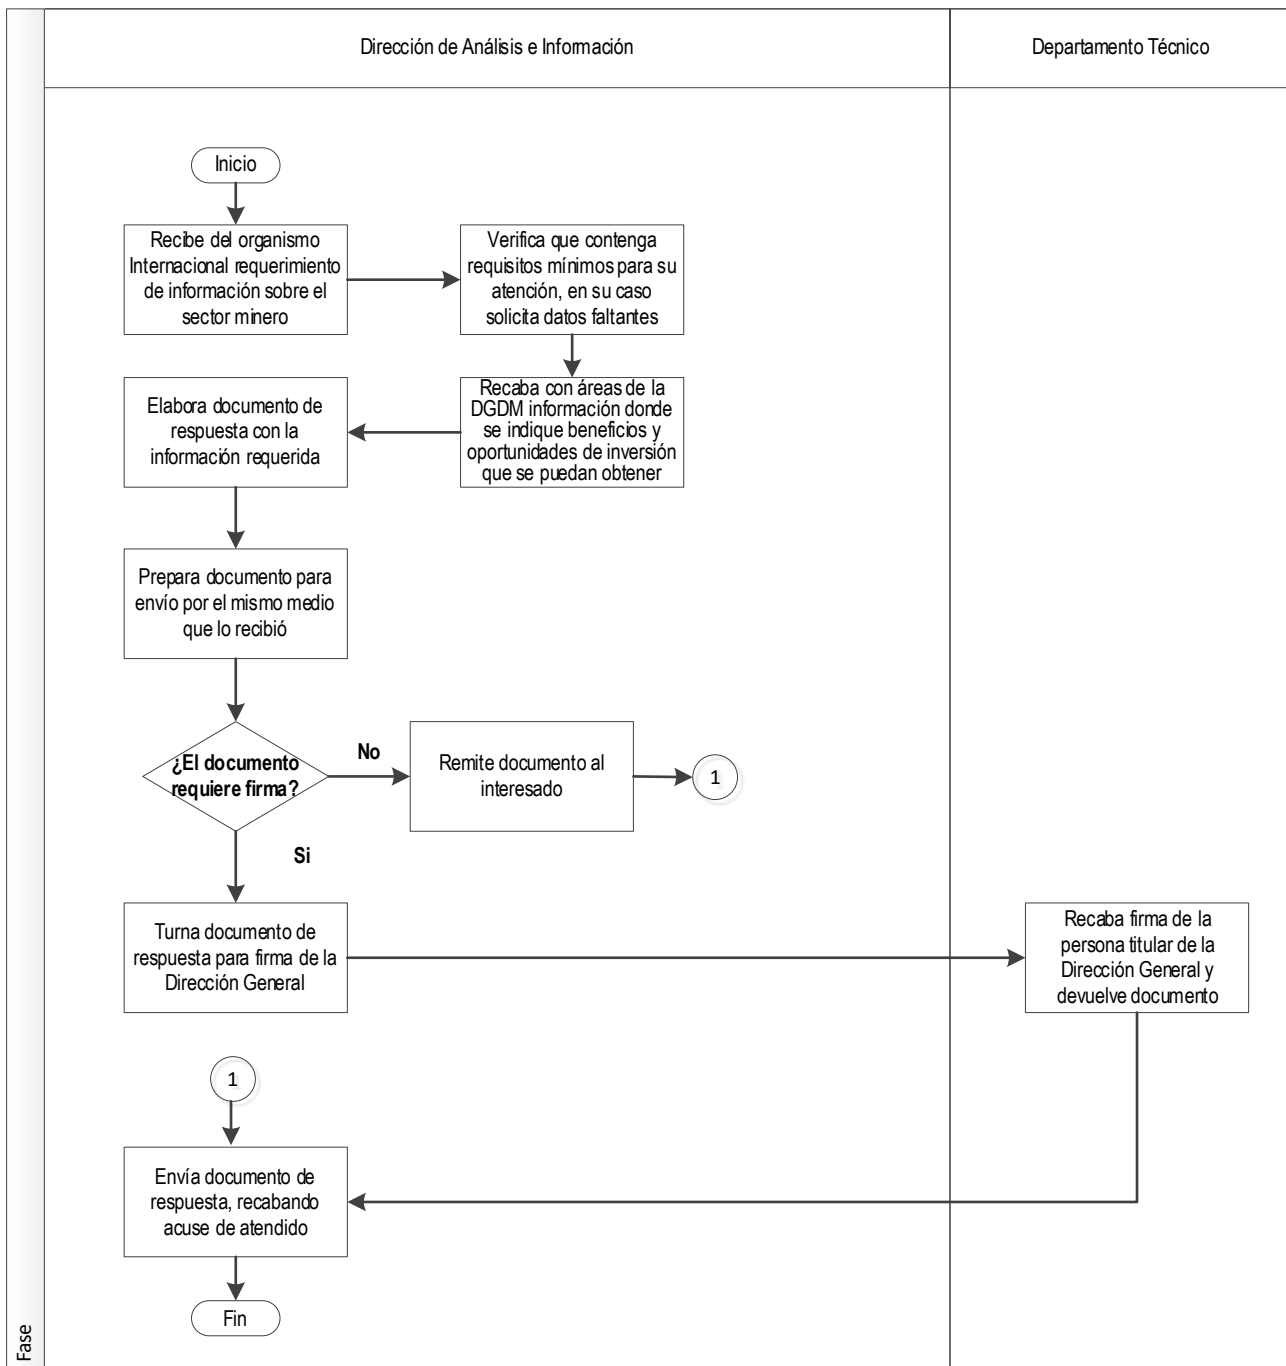 Dirección de Análisis e Información
Departamento Técnico
Inicio
Recibe del organismo
Internacional requerimiento
de información sobre el
sector minero
Verifica que contenga
requisitos mínimos para su
atención, en su caso
solicita datos faltantes
Recaba con áreas de la
DGDM información donde
se indique beneficios y
oportunidades de inversión
que se puedan obtener
Elabora documento de
respuesta con la
información requerida
Prepara documento para
envío por el mismo medio
que lo recibió
¿El documento
requiere firma?
No
Remite documento al
interesado
1
Si
Turna documento de
respuesta para firma de la
Dirección General
Recaba firma de la
persona titular de la
Dirección General y
devuelve documento
1
Envía documento de
respuesta, recabando
acuse de atendido
Fin
Fase